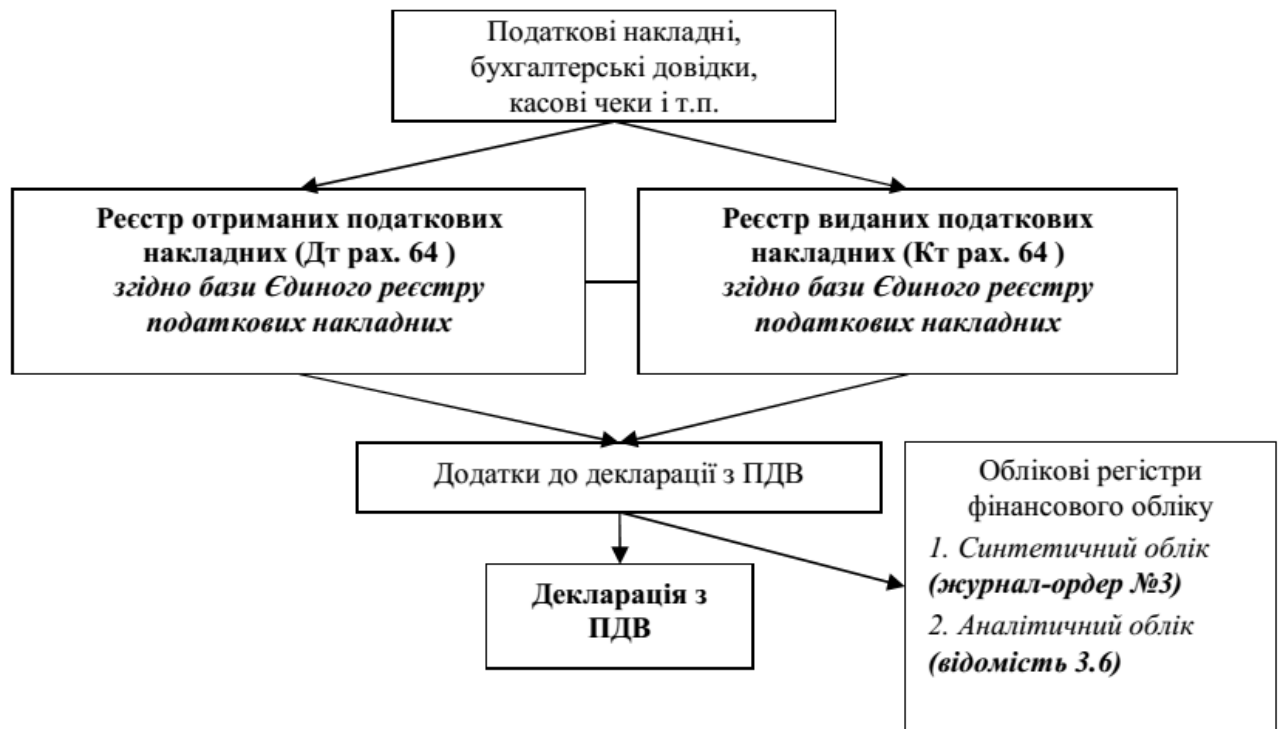 Податкові накладні,
бухгалтерські довідки,
касові чеки і т.п.
Реєстр отриманих податкових
накладних (Дт рах. 64 )
згідно бази Єдиного реєстру
податкових накладних
Реєстр виданих податкових
накладних (Кт рах. 64 )
згідно бази Єдиного реєстру
податкових накладних
Додатки до декларації з ПДВ
Декларація з
ПДВ
Облікові регістри
фінансового обліку
1. Синтетичний облік
(журнал-ордер №3)
2. Аналітичний облік
(відомість 3.6)